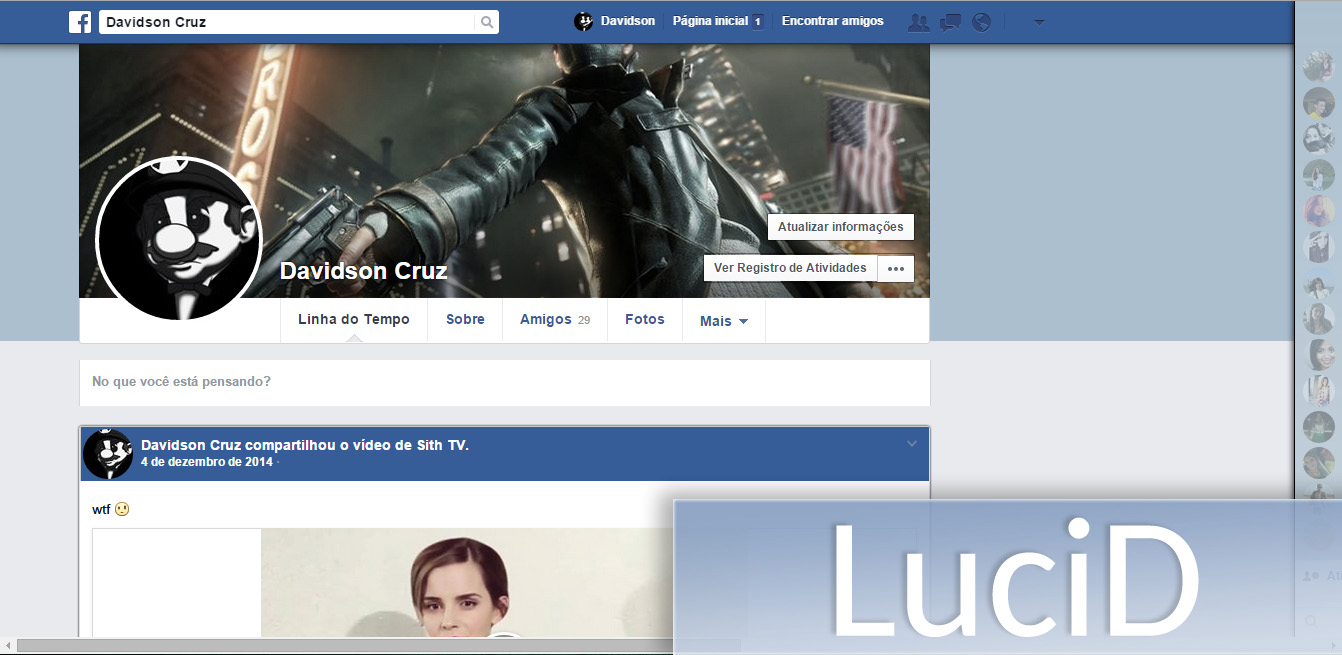 Davidson Cruz
Davidson Página inicial 1 Encontrar amigos
Atualizar informações
Davidson Cruz
Ver Registro de Atividades
Linha do Tempo Sobre Amigos 29 Fotos Mais
No que você está pensando?
Davidson Cruz compartilhou o vídeo de Sith TV.
4 de dezembro de 2014 ·
wtf
LuciD